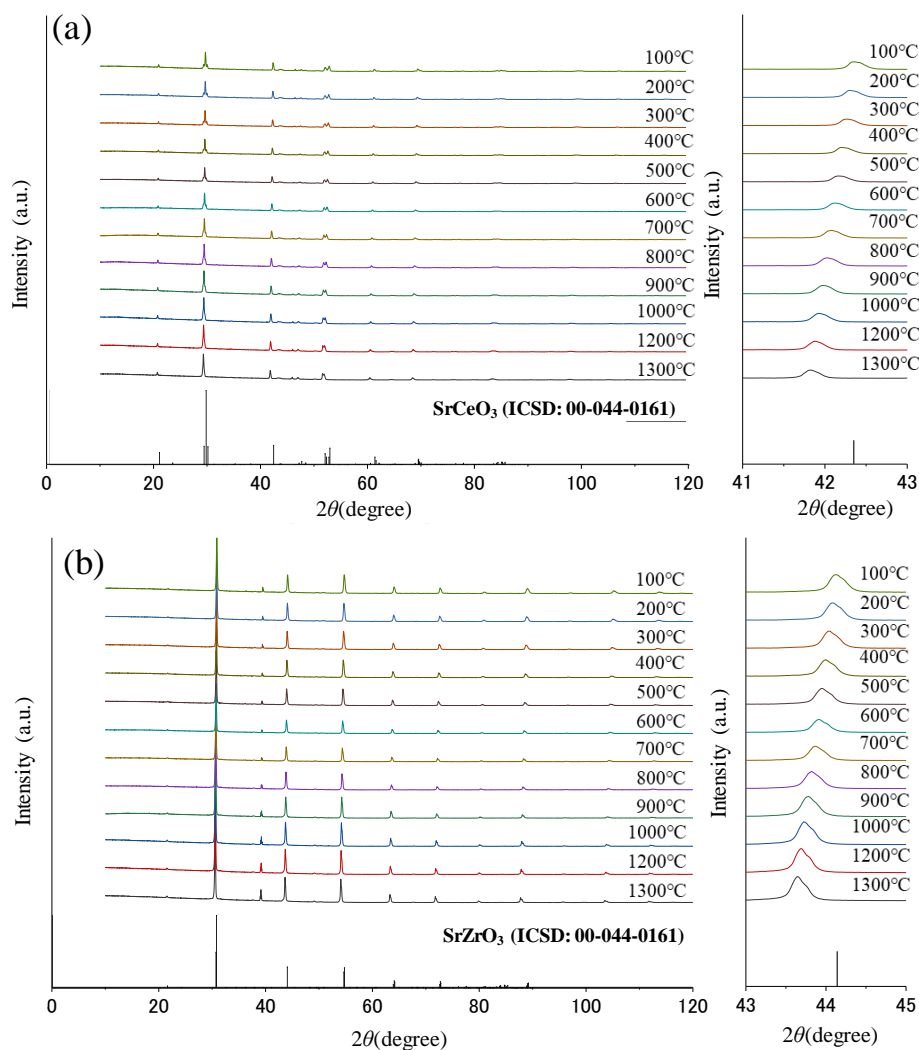 (a)
100°C
200°C
300°C
400°C
500°C
600°C
700°C
800°C
900°C
1000°C
1200°C
1300°C
Intensity (a.u.)
SrCeO₃ (ICSD: 00-044-0161)
0 20 40 60 80 100 120
2θ(degree)
100°C
200°C
300°C
400°C
500°C
600°C
700°C
800°C
900°C
1000°C
1200°C
1300°C
Intensity (a.u.)
41 42 43
2θ(degree)
(b)
100°C
200°C
300°C
400°C
500°C
600°C
700°C
800°C
900°C
1000°C
1200°C
1300°C
Intensity (a.u.)
SrZrO₃ (ICSD: 00-044-0161)
0 20 40 60 80 100 120
2θ(degree)
100°C
200°C
300°C
400°C
500°C
600°C
700°C
800°C
900°C
1000°C
1200°C
1300°C
Intensity (a.u.)
43 44 45
2θ(degree)